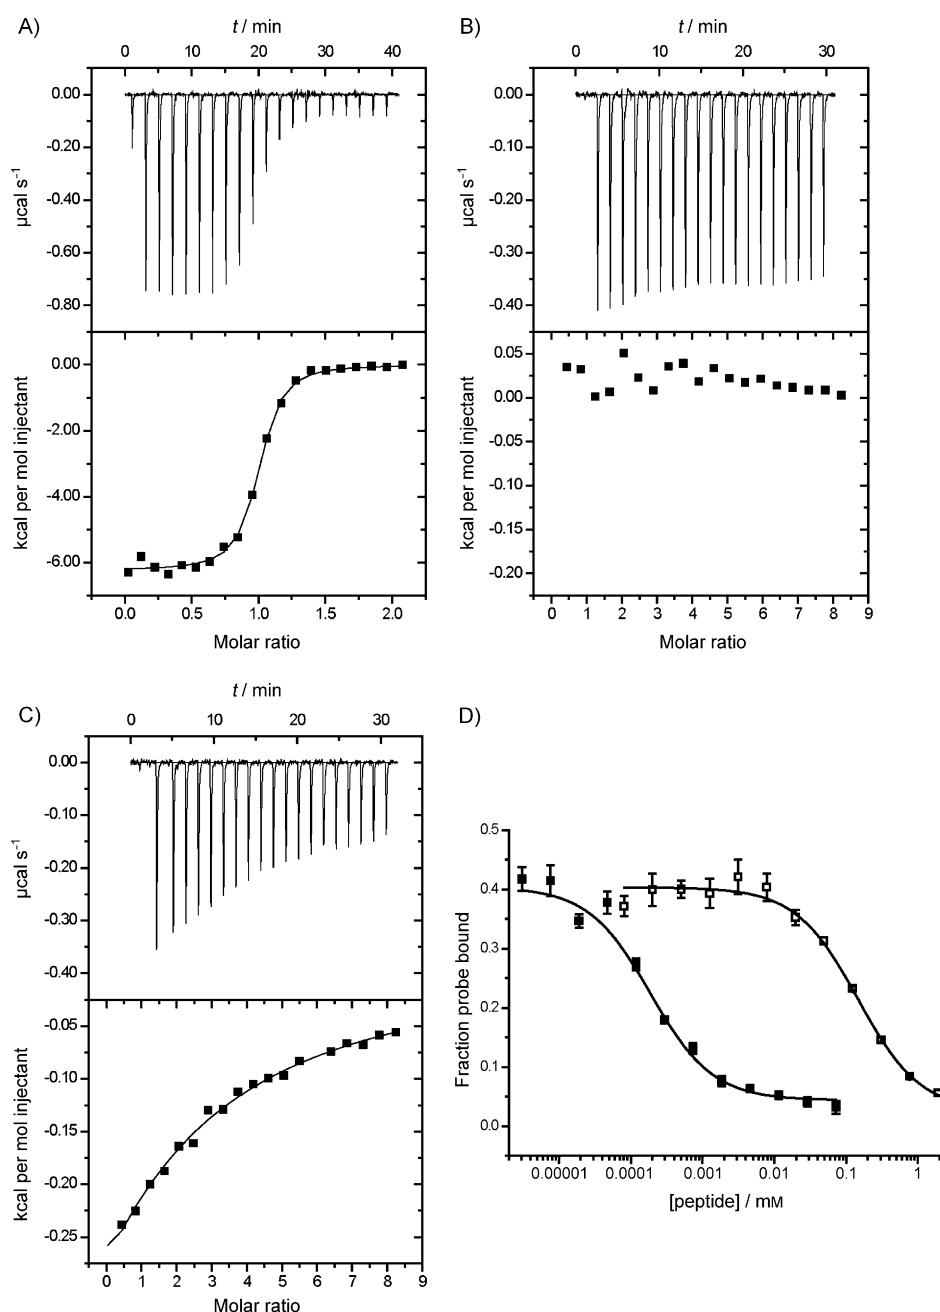 A)
t / min
0 10 20 30 40
0.00
-0.20
-0.40
-0.60
-0.80
µcal s⁻¹
0.00
-2.00
-4.00
-6.00
kcal per mol injectant
0.0 0.5 1.0 1.5 2.0
Molar ratio
B)
t / min
0 10 20 30
0.00
-0.10
-0.20
-0.30
-0.40
µcal s⁻¹
0.05
0.00
-0.05
-0.10
-0.15
-0.20
kcal per mol injectant
0 1 2 3 4 5 6 7 8 9
Molar ratio
C)
t / min
0 10 20 30
0.00
-0.10
-0.20
-0.30
-0.40
µcal s⁻¹
-0.05
-0.10
-0.15
-0.20
-0.25
kcal per mol injectant
0 1 2 3 4 5 6 7 8 9
Molar ratio
D)
0.5
0.4
0.3
0.2
0.1
0.0
Fraction probe bound
0.00001 0.0001 0.001 0.01 0.1 1
[peptide] / mM